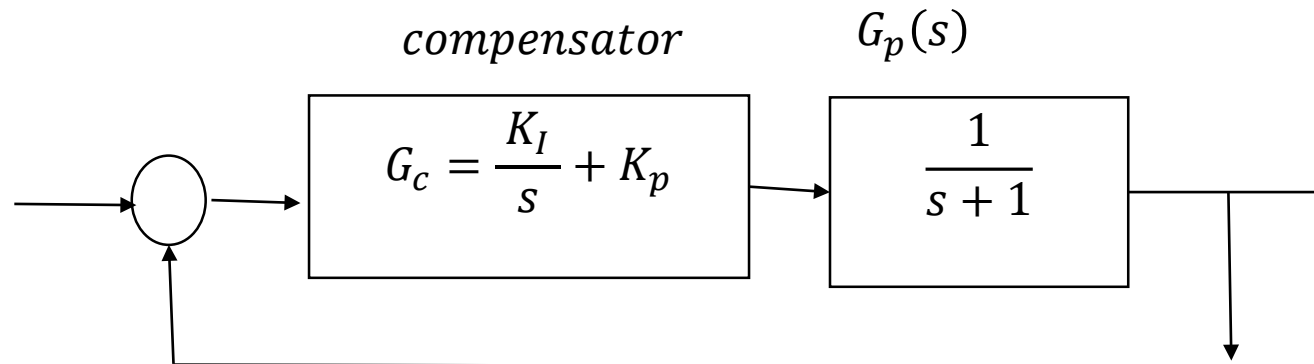 compensator
G_p(s)
G_c = K_I/s + K_p
1/(s + 1)